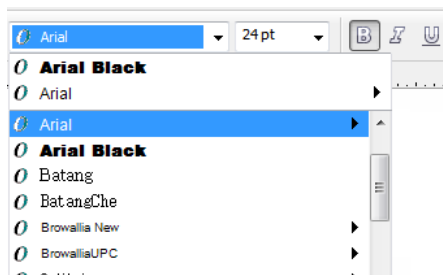 Arial 24 pt B I U
Arial Black
Arial
Arial
Arial Black
Batang
BatangChe
Browallia New
BrowalliaUPC